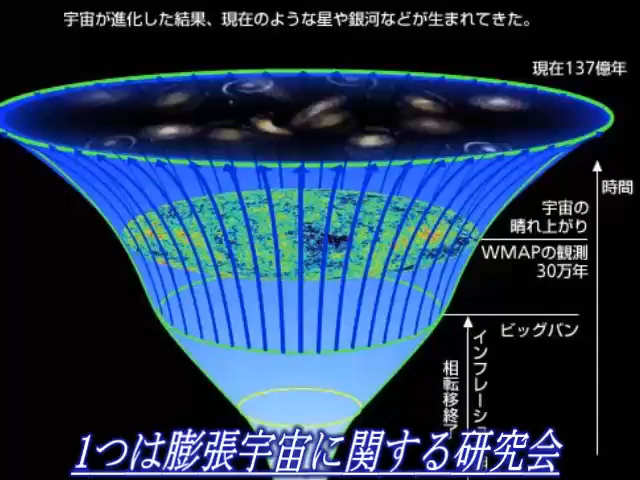 宇宙が進化した結果、現在のような星や銀河などが生まれてきた。
現在137億年
時間
宇宙の
晴れ上がり
WMAPの観測
30万年
ビッグバン
インフレーショ
相転移終了
1つは膨張宇宙に関する研究会